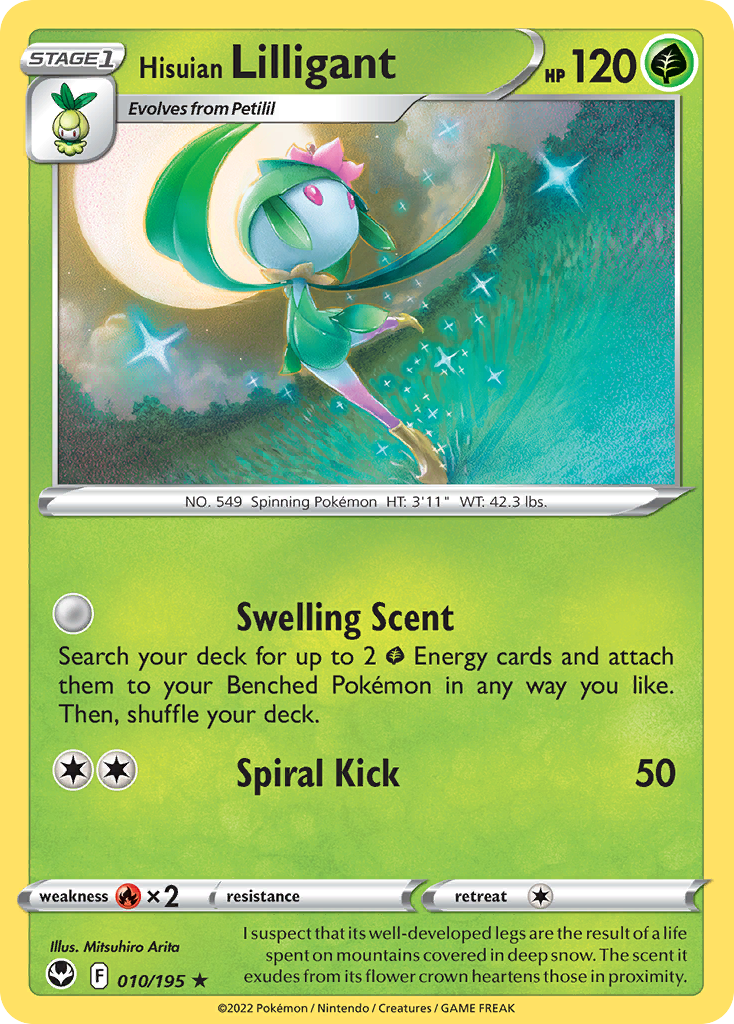 STAGE1
Hisuian Lilligant HP 120
Evolves from Petilil
NO. 549 Spinning Pokémon HT: 3'11" WT: 42.3 lbs.
Swelling Scent
Search your deck for up to 2 Energy cards and attach
them to your Benched Pokémon in any way you like.
Then, shuffle your deck.
Spiral Kick 50
weakness ×2 resistance retreat
Illus. Mitsuhiro Arita
I suspect that its well-developed legs are the result of a life
spent on mountains covered in deep snow. The scent it
exudes from its flower crown heartens those in proximity.
F 010/195 ★
©2022 Pokémon / Nintendo / Creatures / GAME FREAK